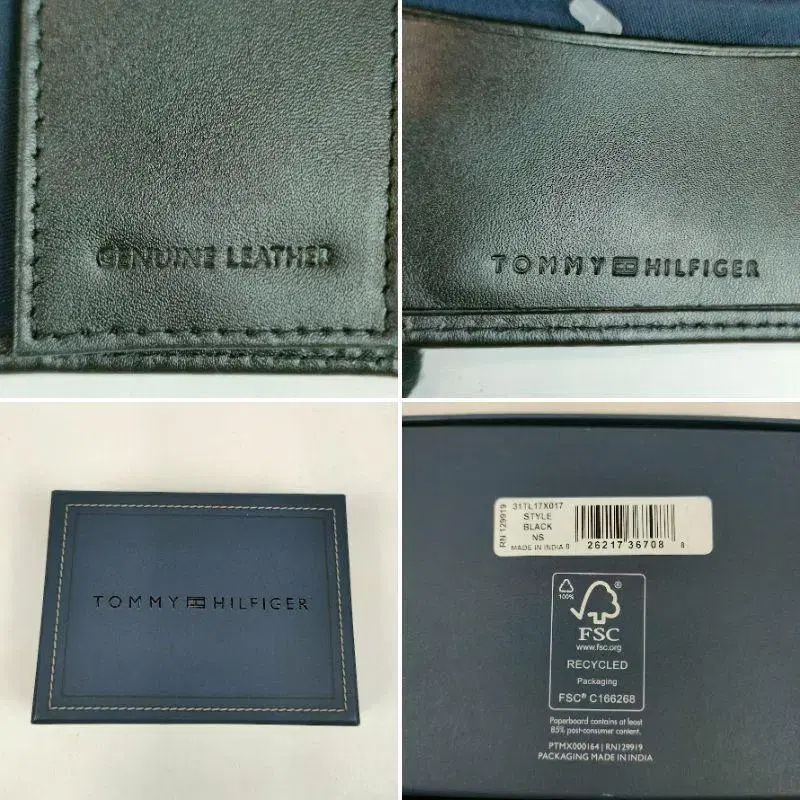 GENUINE LEATHER
TOMMY HILFIGER
TOMMY HILFIGER
RN 129919
31TL17X017
STYLE
BLACK
NS
MADE IN INDIA
8 26217 36708 8
100%
FSC®
www.fsc.org
RECYCLED
Packaging
FSC® C166268
Paperboard contains at least
85% post-consumer content.
PTMX000164 | RN129919
PACKAGING MADE IN INDIA